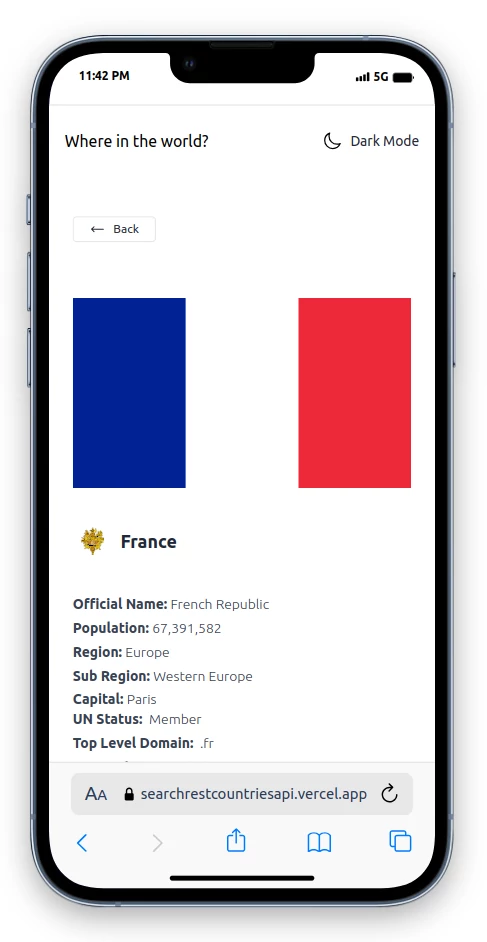 11:42 PM 5G
Where in the world? Dark Mode
← Back
France
Official Name: French Republic
Population: 67,391,582
Region: Europe
Sub Region: Western Europe
Capital: Paris
UN Status: Member
Top Level Domain: .fr
AA searchrestcountriesapi.vercel.app